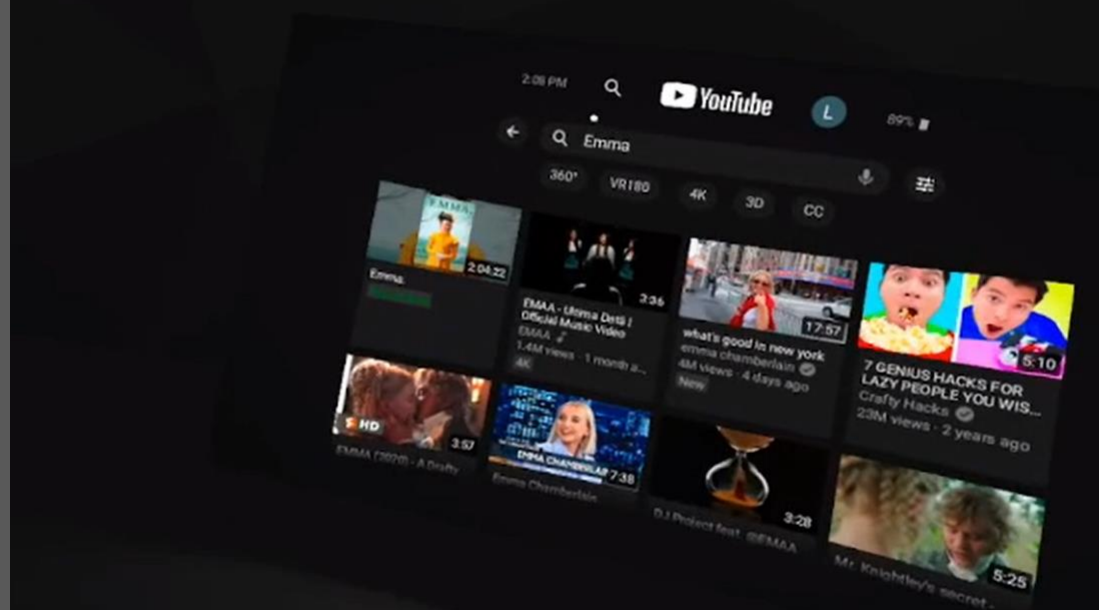 2:08 PM
YouTube
L
89%
Emma
360°
VR180
4K
3D
CC
EMMA.
2:04:22
Emma.
3:36
EMAA - Ultima Dată |
Official Music Video
EMAA
1.4M views · 1 month a...
4K
17:57
what's good in new york
emma chamberlain
4M views · 4 days ago
New
5:10
7 GENIUS HACKS FOR
LAZY PEOPLE YOU WIS...
Crafty Hacks
23M views · 2 years ago
HD
3:57
EMMA (2020) - A Drafty
EMMA CHAMBERLAIN
7:38
Emma Chamberlain
3:28
DJ Project feat. @EMAA
5:25
Mr. Knightley's secret